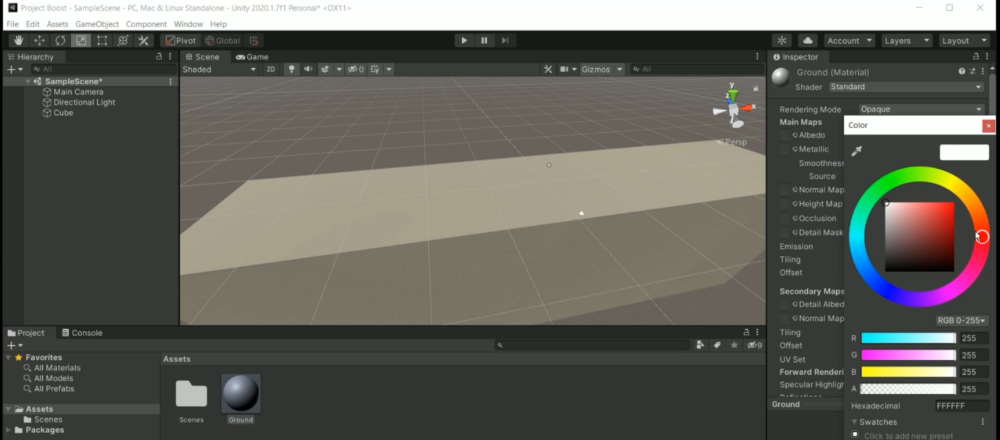 Project Boost - SampleScene - PC, Mac & Linux Standalone - Unity 2020.1.7f1 Personal* <DX11>
File Edit Assets GameObject Component Window Help
Pivot Global Account Layers Layout
Hierarchy
All
SampleScene*
Main Camera
Directional Light
Cube
Scene Game
Shaded 2D 0 Gizmos All
y
z
x
Persp
Inspector
Ground (Material)
Shader Standard
Rendering Mode Opaque
Main Maps
Albedo
Metallic
Smoothness
Source
Normal Map
Height Map
Occlusion
Detail Mask
Emission
Tiling
Offset
Secondary Maps
Detail Albed
Normal Map
Tiling
Offset
UV Set
Forward Renderi
Specular Highligh
Ground
Color
RGB 0-255
R 255
G 255
B 255
A 255
Hexadecimal FFFFFF
Swatches
Click to add new preset
Project Console
9
Favorites
All Materials
All Models
All Prefabs
Assets
Scenes
Packages
Assets
Scenes Ground